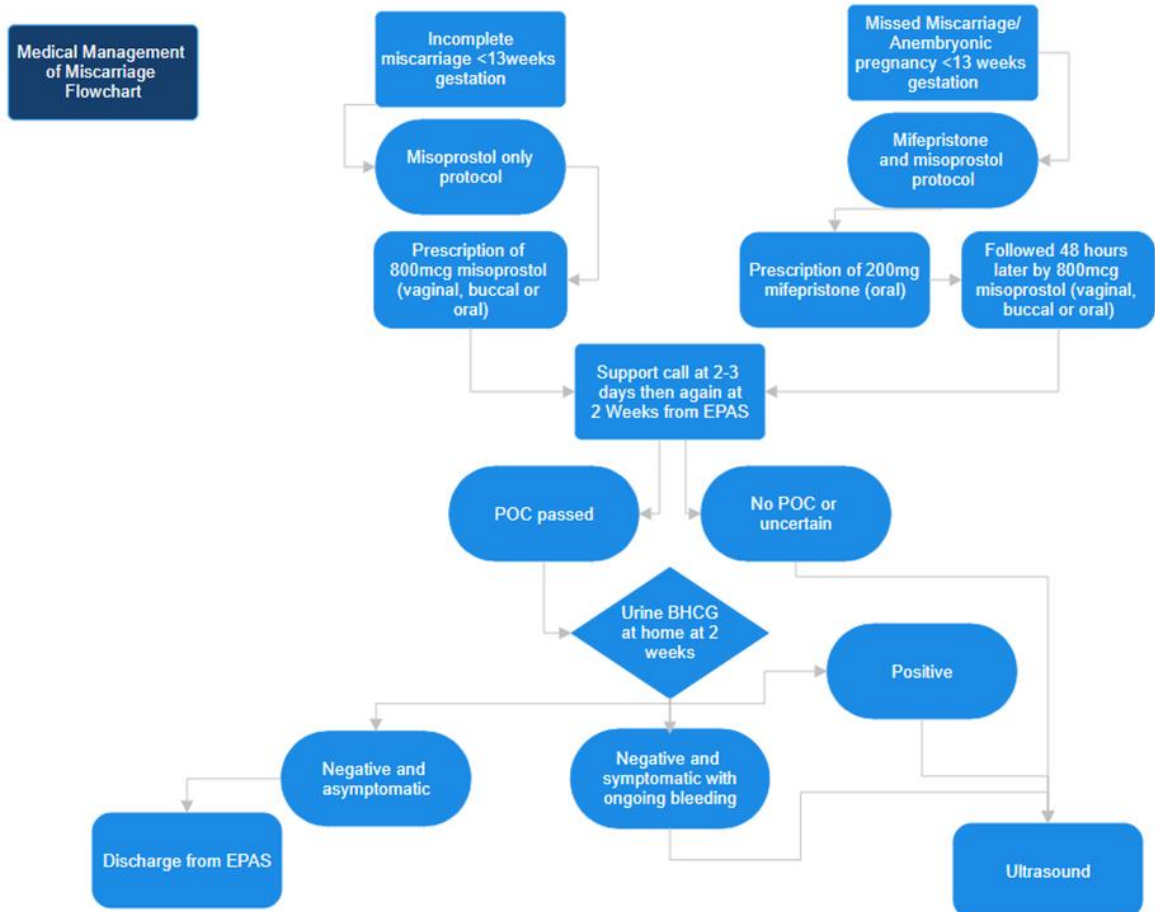 Medical Management
of Miscarriage
Flowchart
Incomplete
miscarriage <13weeks
gestation
Missed Miscarriage/
Anembryonic
pregnancy <13 weeks
gestation
Misoprostol only
protocol
Mifepristone
and misoprostol
protocol
Prescription of
800mcg misoprostol
(vaginal, buccal or
oral)
Prescription of 200mg
mifepristone (oral)
Followed 48 hours
later by 800mcg
misoprostol (vaginal,
buccal or oral)
Support call at 2-3
days then again at
2 Weeks from EPAS
POC passed
No POC or
uncertain
Urine BHCG
at home at 2
weeks
Positive
Negative and
asymptomatic
Negative and
symptomatic with
ongoing bleeding
Discharge from EPAS
Ultrasound